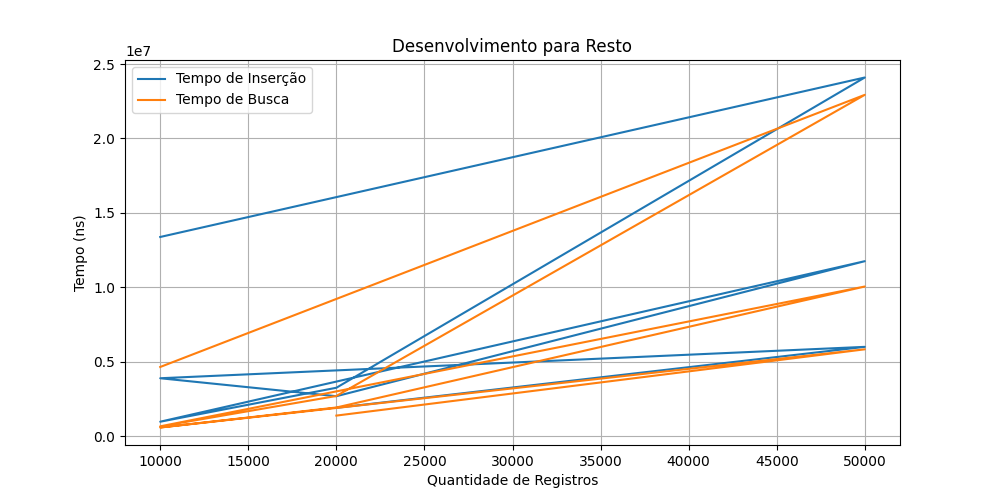 Desenvolvimento para Resto
1e7
Tempo de Inserção
Tempo de Busca
2.5
2.0
1.5
1.0
0.5
0.0
Tempo (ns)
10000 15000 20000 25000 30000 35000 40000 45000 50000
Quantidade de Registros